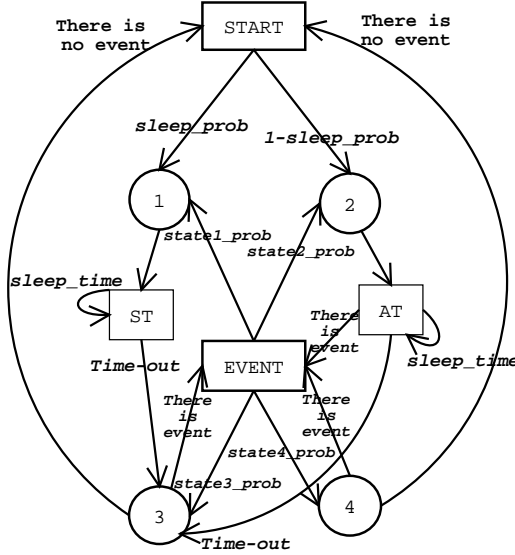 There is
no event
START
There is
no event
sleep_prob
1-sleep_prob
1
2
state1_prob
state2_prob
sleep_time
ST
There
is
event
AT
Time-out
EVENT
sleep_time
There
is
event
There
is
event
state4_prob
state3_prob
3
4
Time-out